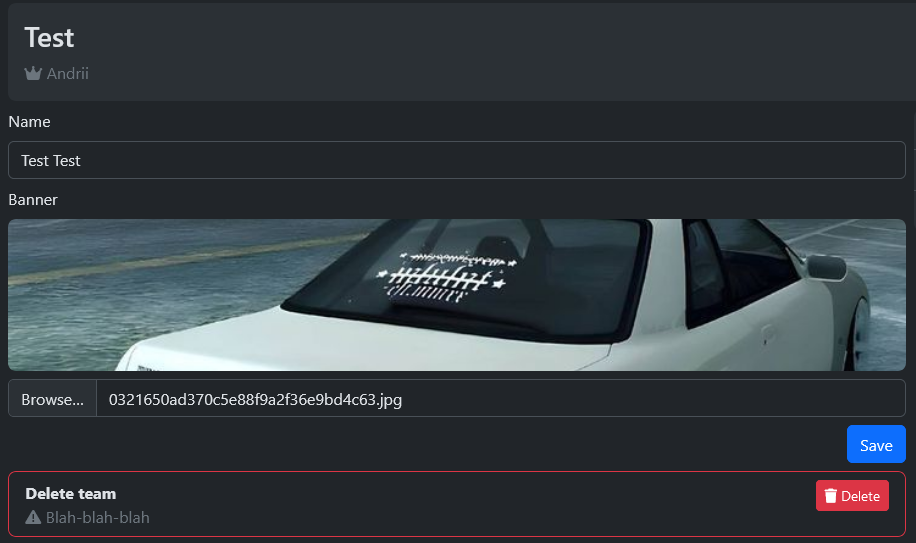 Test
Andrii
Name
Test Test
Banner
Browse...
0321650ad370c5e88f9a2f36e9bd4c63.jpg
Save
Delete team
Delete
Blah-blah-blah